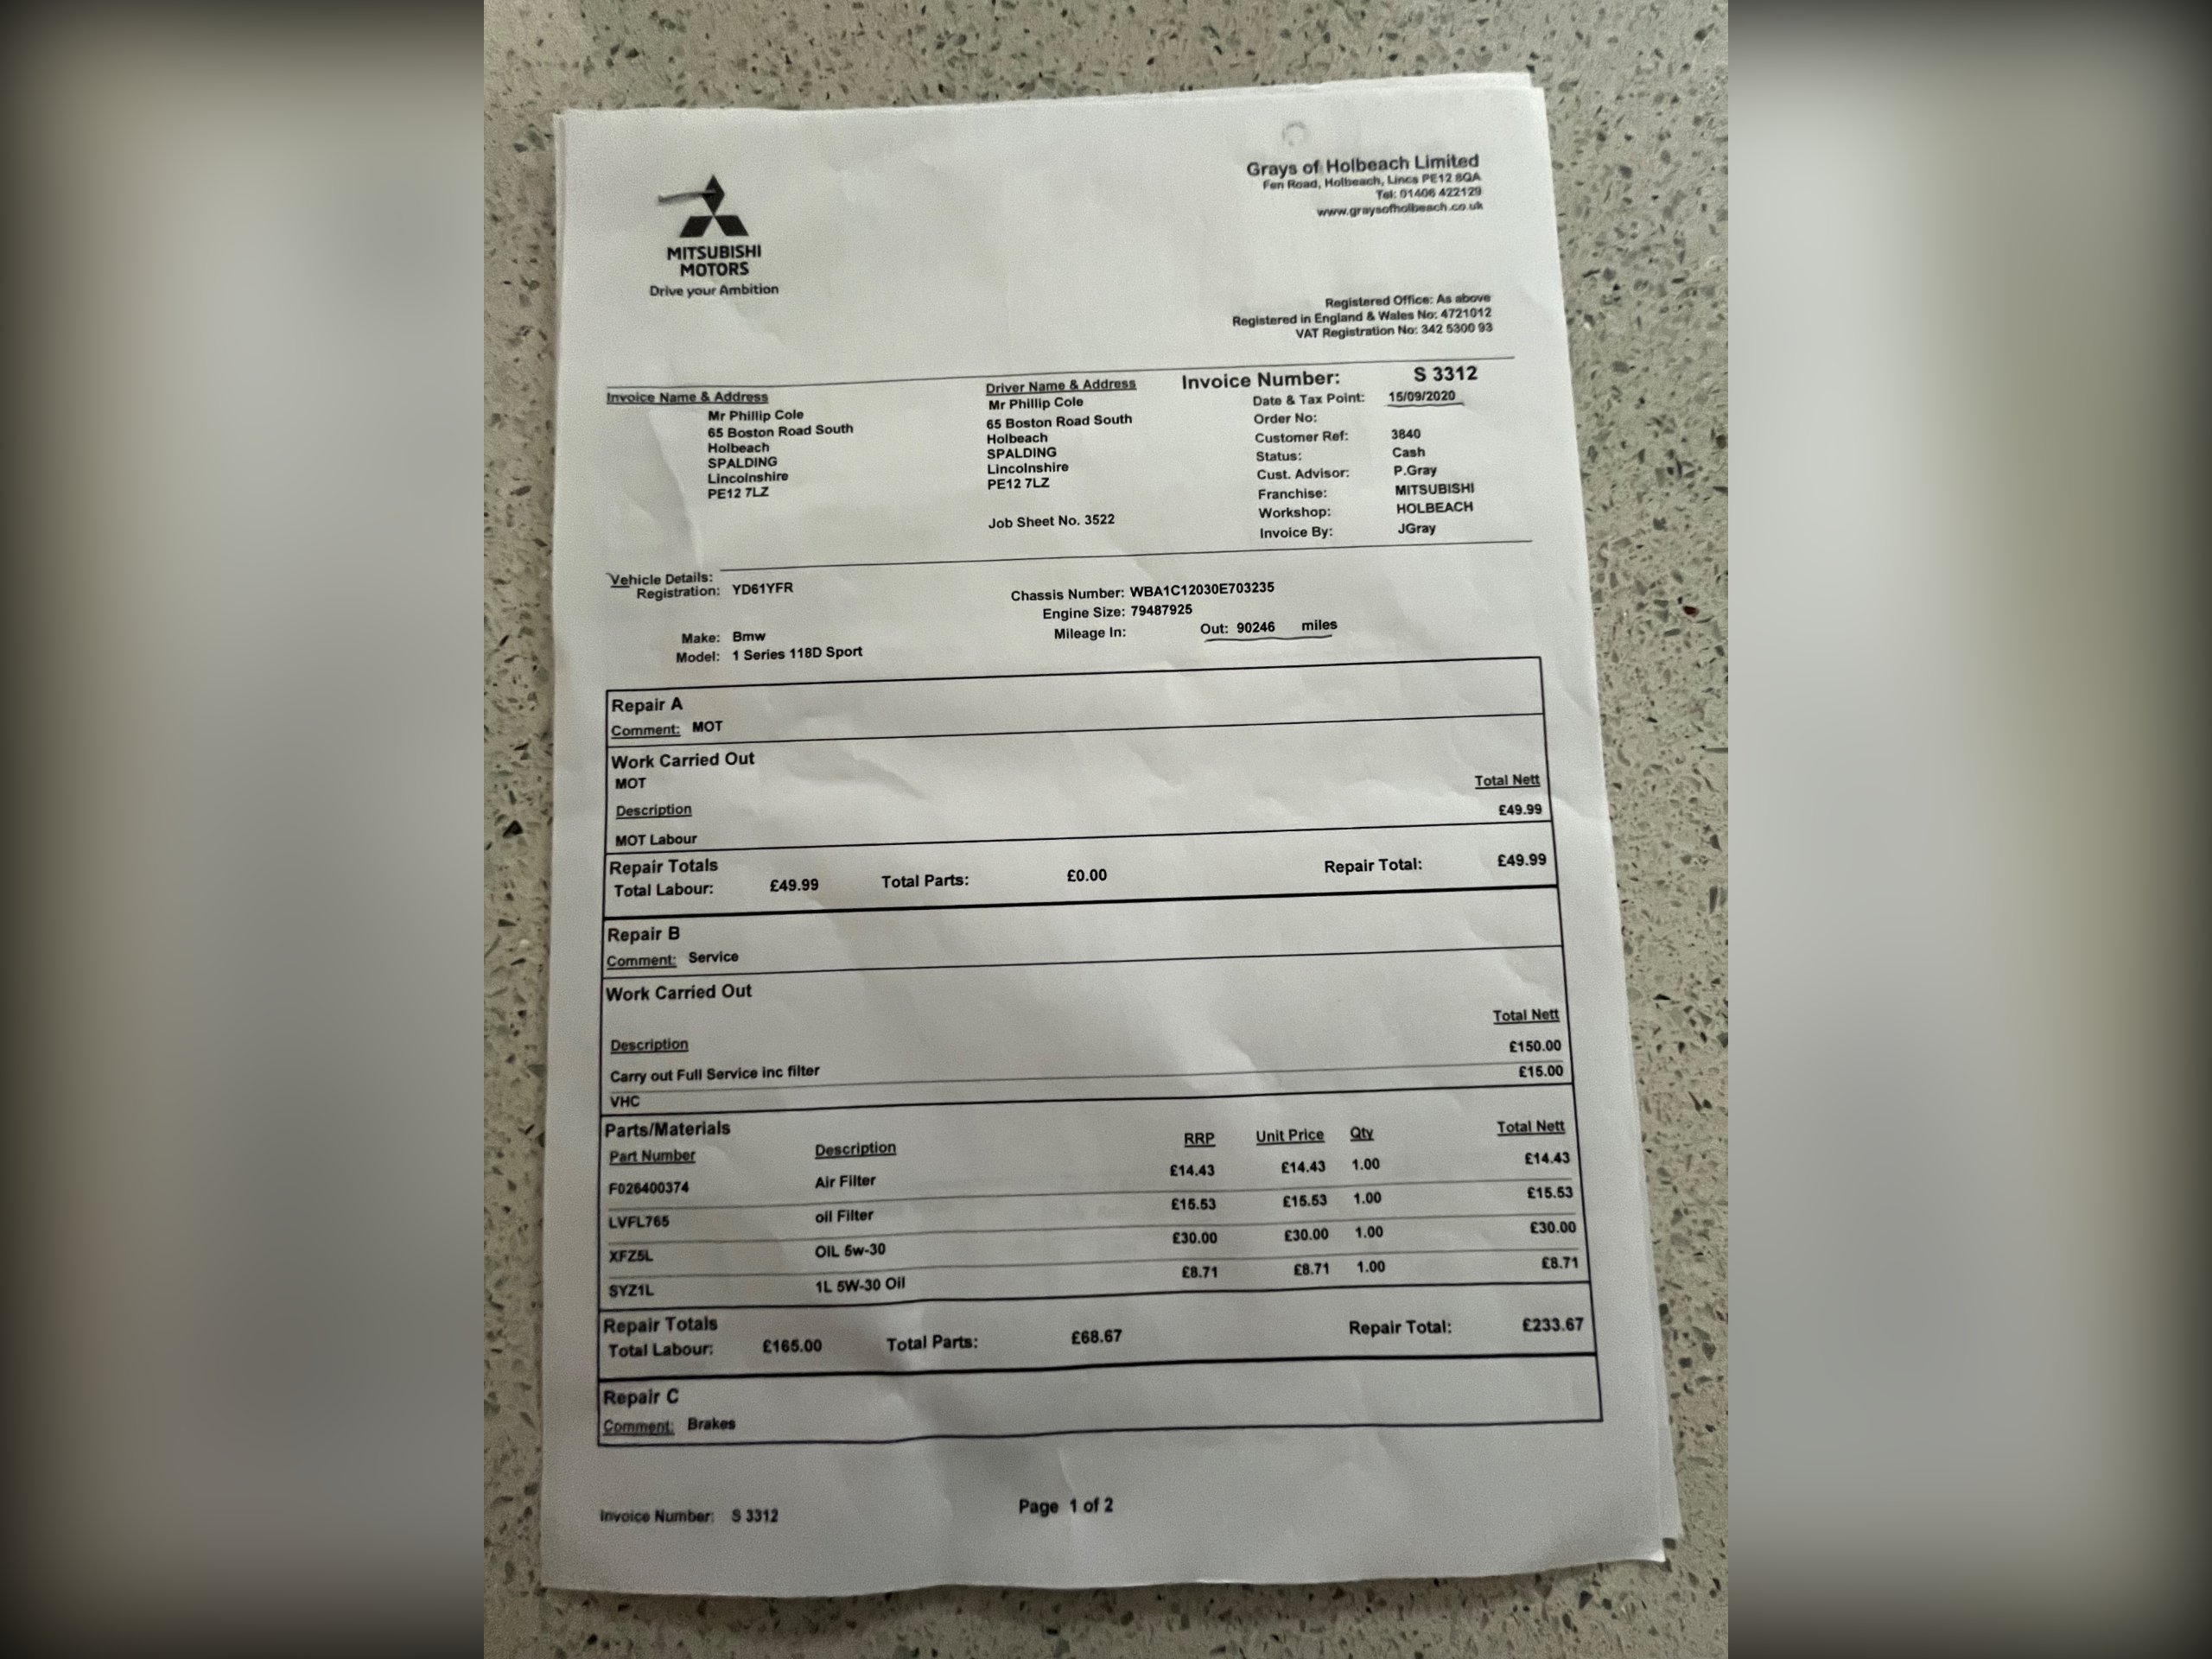 MITSUBISHI
MOTORS
Drive your Ambition
Grays of Holbeach Limited
Fen Road, Holbeach, Lincs PE12 8QA
Tel: 01406 422129
www.graysofholbeach.co.uk
Registered Office: As above
Registered in England & Wales No: 4721012
VAT Registration No: 342 5300 93
Invoice Name & Address
Mr Phillip Cole
65 Boston Road South
Holbeach
SPALDING
Lincolnshire
PE12 7LZ
Driver Name & Address
Mr Phillip Cole
65 Boston Road South
Holbeach
SPALDING
Lincolnshire
PE12 7LZ
Job Sheet No. 3522
Invoice Number: S 3312
Date & Tax Point: 15/09/2020
Order No:
Customer Ref: 3840
Status: Cash
Cust. Advisor: P.Gray
Franchise: MITSUBISHI
Workshop: HOLBEACH
Invoice By: JGray
Vehicle Details:
Registration: YD61YFR
Make: Bmw
Model: 1 Series 118D Sport
Chassis Number: WBA1C12030E703235
Engine Size: 79487925
Mileage In: Out: 90246 miles
Repair A
Comment: MOT
Work Carried Out
MOT
Description Total Nett
MOT Labour £49.99
Repair Totals
Total Labour: £49.99 Total Parts: £0.00 Repair Total: £49.99
Repair B
Comment: Service
Work Carried Out
Description Total Nett
Carry out Full Service inc filter £150.00
VHC £15.00
Parts/Materials
Part Number Description RRP Unit Price Qty Total Nett
F026400374 Air Filter £14.43 £14.43 1.00 £14.43
LVFL765 oil Filter £15.53 £15.53 1.00 £15.53
XFZ5L OIL 5w-30 £30.00 £30.00 1.00 £30.00
SYZ1L 1L 5W-30 Oil £8.71 £8.71 1.00 £8.71
Repair Totals
Total Labour: £165.00 Total Parts: £68.67 Repair Total: £233.67
Repair C
Comment: Brakes
Invoice Number: S 3312 Page 1 of 2